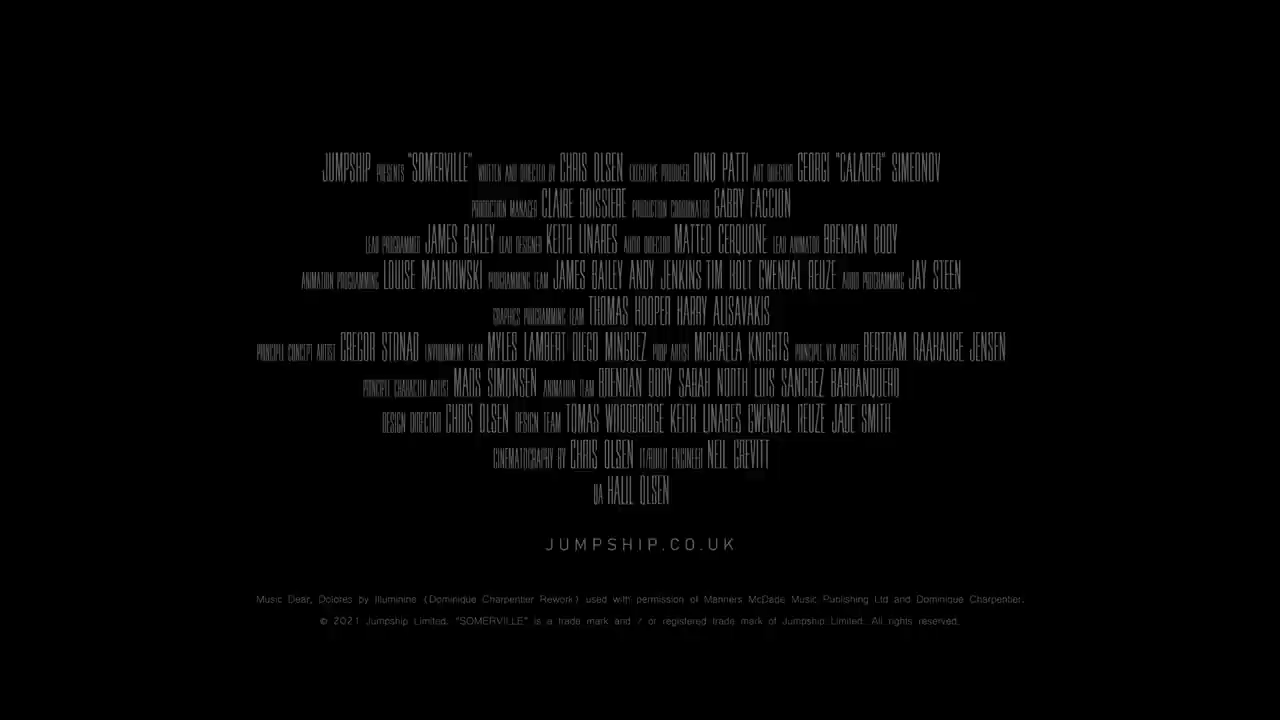 JUMPSHIP PRESENTS "SOMERVILLE" WRITTEN AND DIRECTED BY CHRIS OLSEN EXECUTIVE PRODUCER DINO PATTI ART DIRECTOR GEORGI "CALADER" SIMEONOV
PRODUCTION MANAGER CLAIRE BOISSIERE PRODUCTION COORDINATOR GABBY FACCION
LEAD PROGRAMMER JAMES BAILEY LEAD DESIGNER KEITH LINARES AUDIO DIRECTOR MATTEO CERQUONE LEAD ANIMATOR BRENDAN BODY
ANIMATION PROGRAMMING LOUISE MALINOWSKI PROGRAMMING TEAM JAMES BAILEY ANDY JENKINS TIM HOLT GWENDAL REUZE AUDIO PROGRAMMING JAY STEEN
GRAPHICS PROGRAMMING TEAM THOMAS HOOPER HARRY ALISAVAKIS
PRINCIPLE CONCEPT ARTIST GREGOR STONAD ENVIRONMENT TEAM MYLES LAMBERT DIEGO MINGUEZ PROP ARTIST MICHAELA KNIGHTS PRINCIPLE VFX ARTIST BERTRAM RAAHAUGE JENSEN
PRINCIPLE CHARACTER ARTIST MADS SIMONSEN ANIMATION TEAM BRENDAN BODY SARAH NORTH LUIS SANCHEZ BARBANQUERO
DESIGN DIRECTOR CHRIS OLSEN DESIGN TEAM TOMAS WOODBRIDGE KEITH LINARES GWENDAL REUZE JADE SMITH
CINEMATOGRAPHY BY CHRIS OLSEN IT/BUILD ENGINEER NEIL GREVITT
QA HALIL OLSEN
JUMPSHIP.CO.UK
Music Dear, Dolores by Illuminine (Dominique Charpentier Rework) used with permission of Manners McDade Music Publishing Ltd and Dominique Charpentier.
© 2021 Jumpship Limited. "SOMERVILLE" is a trade mark and / or registered trade mark of Jumpship Limited. All rights reserved.